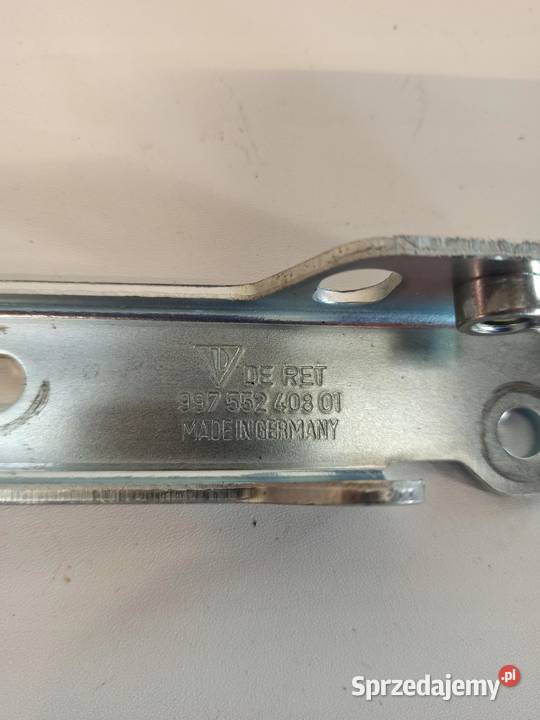 DE RET
997 552 408 01
MADE IN GERMANY
Sprzedajemy.pl